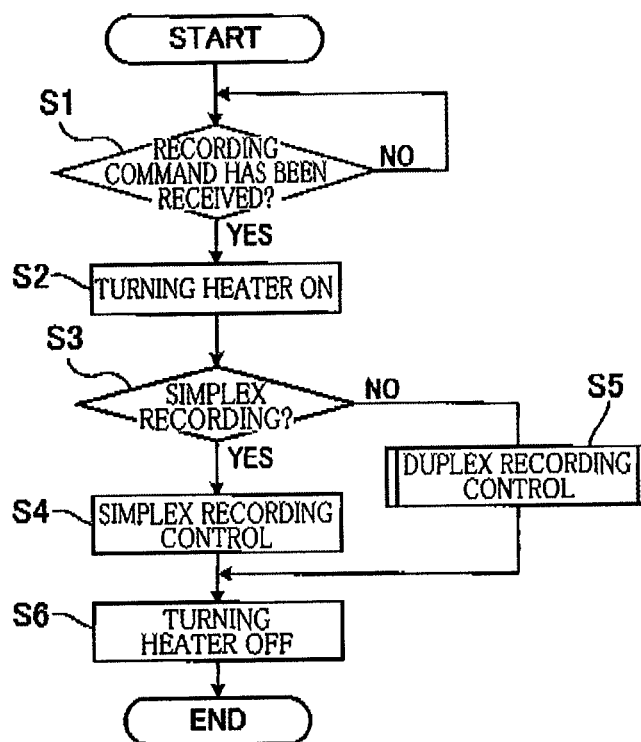 START
S1
RECORDING
COMMAND HAS BEEN
RECEIVED?
NO
YES
S2
TURNING HEATER ON
S3
SIMPLEX
RECORDING?
NO
YES
S5
DUPLEX RECORDING
CONTROL
S4
SIMPLEX RECORDING
CONTROL
S6
TURNING
HEATER OFF
END